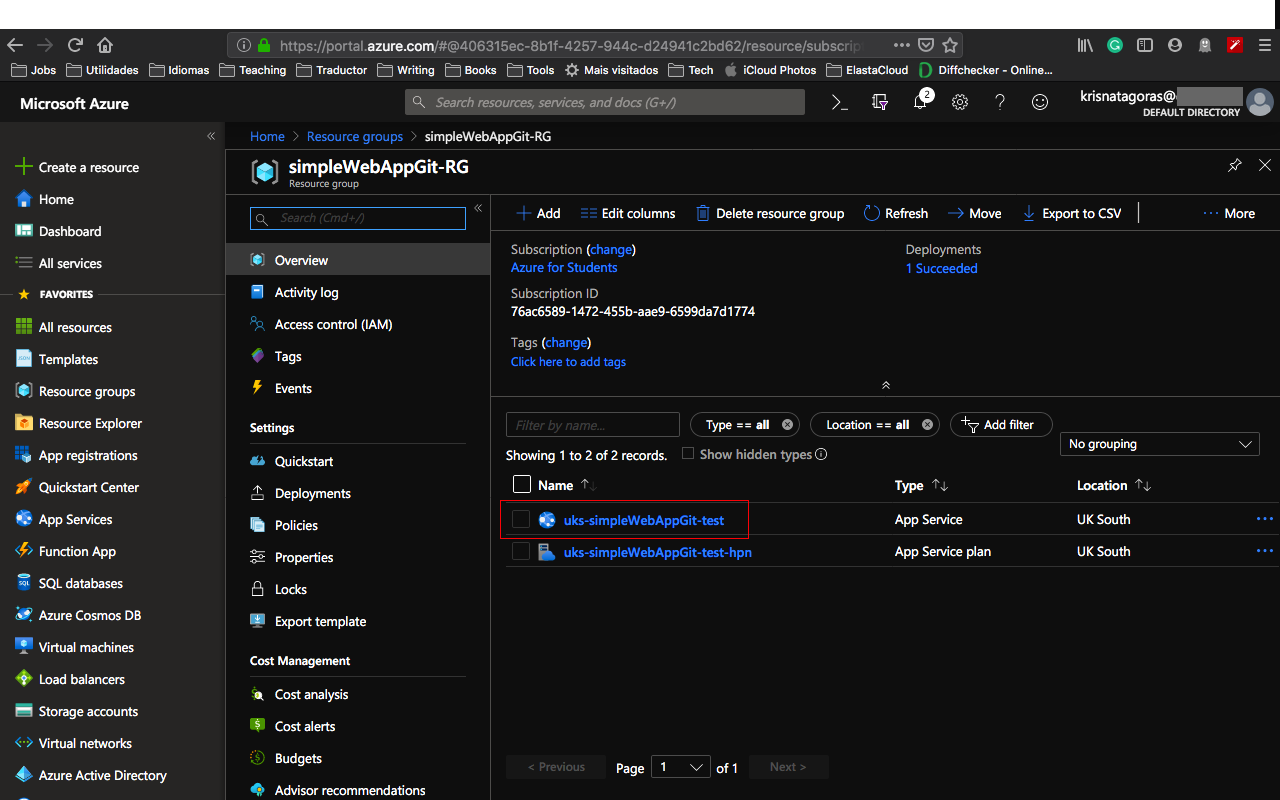 https://portal.azure.com/#@406315ec-8b1f-4257-944c-d24941c2bd62/resource/subscrip
Jobs Utilidades Idiomas Teaching Traductor Writing Books Tools Mais visitados Tech iCloud Photos ElastaCloud Diffchecker - Online...
Microsoft Azure
Search resources, services, and docs (G+/)
2
krisnatagoras@
DEFAULT DIRECTORY
Create a resource
Home
Dashboard
All services
FAVORITES
All resources
Templates
Resource groups
Resource Explorer
App registrations
Quickstart Center
App Services
Function App
SQL databases
Azure Cosmos DB
Virtual machines
Load balancers
Storage accounts
Virtual networks
Azure Active Directory
Home > Resource groups > simpleWebAppGit-RG
simpleWebAppGit-RG
Resource group
Search (Cmd+/)
Overview
Activity log
Access control (IAM)
Tags
Events
Settings
Quickstart
Deployments
Policies
Properties
Locks
Export template
Cost Management
Cost analysis
Cost alerts
Budgets
Advisor recommendations
Add Edit columns Delete resource group Refresh Move Export to CSV More
Subscription (change)
Azure for Students
Subscription ID
76ac6589-1472-455b-aae9-6599da7d1774
Tags (change)
Click here to add tags
Deployments
1 Succeeded
Filter by name... Type == all Location == all Add filter
Showing 1 to 2 of 2 records. Show hidden types No grouping
Name Type Location
uks-simpleWebAppGit-test App Service UK South
uks-simpleWebAppGit-test-hpn App Service plan UK South
< Previous Page 1 of 1 Next >